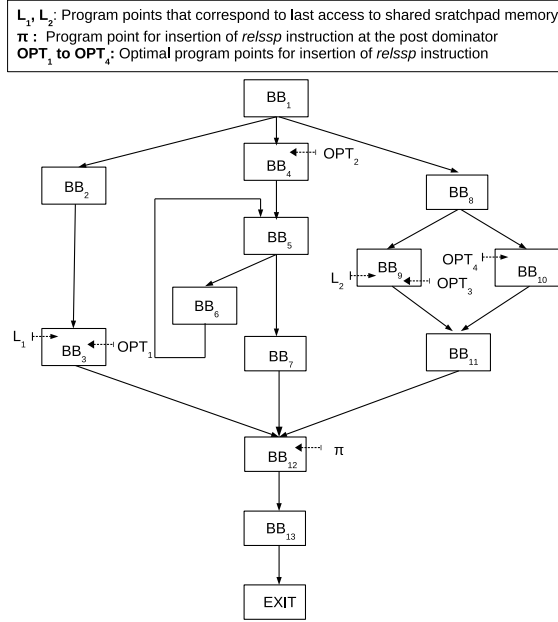 L₁, L₂: Program points that correspond to last access to shared sratchpad memory
π : Program point for insertion of relssp instruction at the post dominator
OPT₁ to OPT₄: Optimal program points for insertion of relssp instruction
BB₁
BB₄
OPT₂
BB₂
BB₈
BB₅
L₂
BB₉
OPT₃
OPT₄
BB₁₀
BB₆
L₁
BB₃
OPT₁
BB₇
BB₁₁
BB₁₂
π
BB₁₃
EXIT